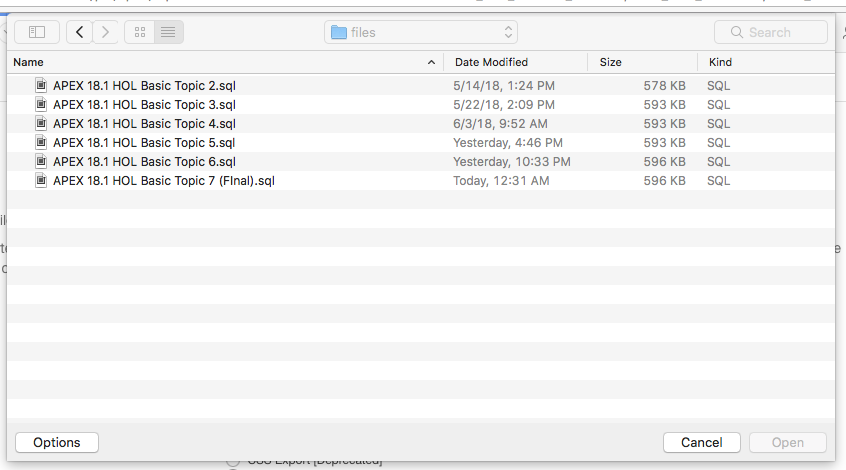 files
Search
Name Date Modified Size Kind
APEX 18.1 HOL Basic Topic 2.sql 5/14/18, 1:24 PM 578 KB SQL
APEX 18.1 HOL Basic Topic 3.sql 5/22/18, 2:09 PM 593 KB SQL
APEX 18.1 HOL Basic Topic 4.sql 6/3/18, 9:52 AM 593 KB SQL
APEX 18.1 HOL Basic Topic 5.sql Yesterday, 4:46 PM 593 KB SQL
APEX 18.1 HOL Basic Topic 6.sql Yesterday, 10:33 PM 596 KB SQL
APEX 18.1 HOL Basic Topic 7 (FInal).sql Today, 12:31 AM 596 KB SQL
Options Cancel Open
CSS Export [Deprecated]